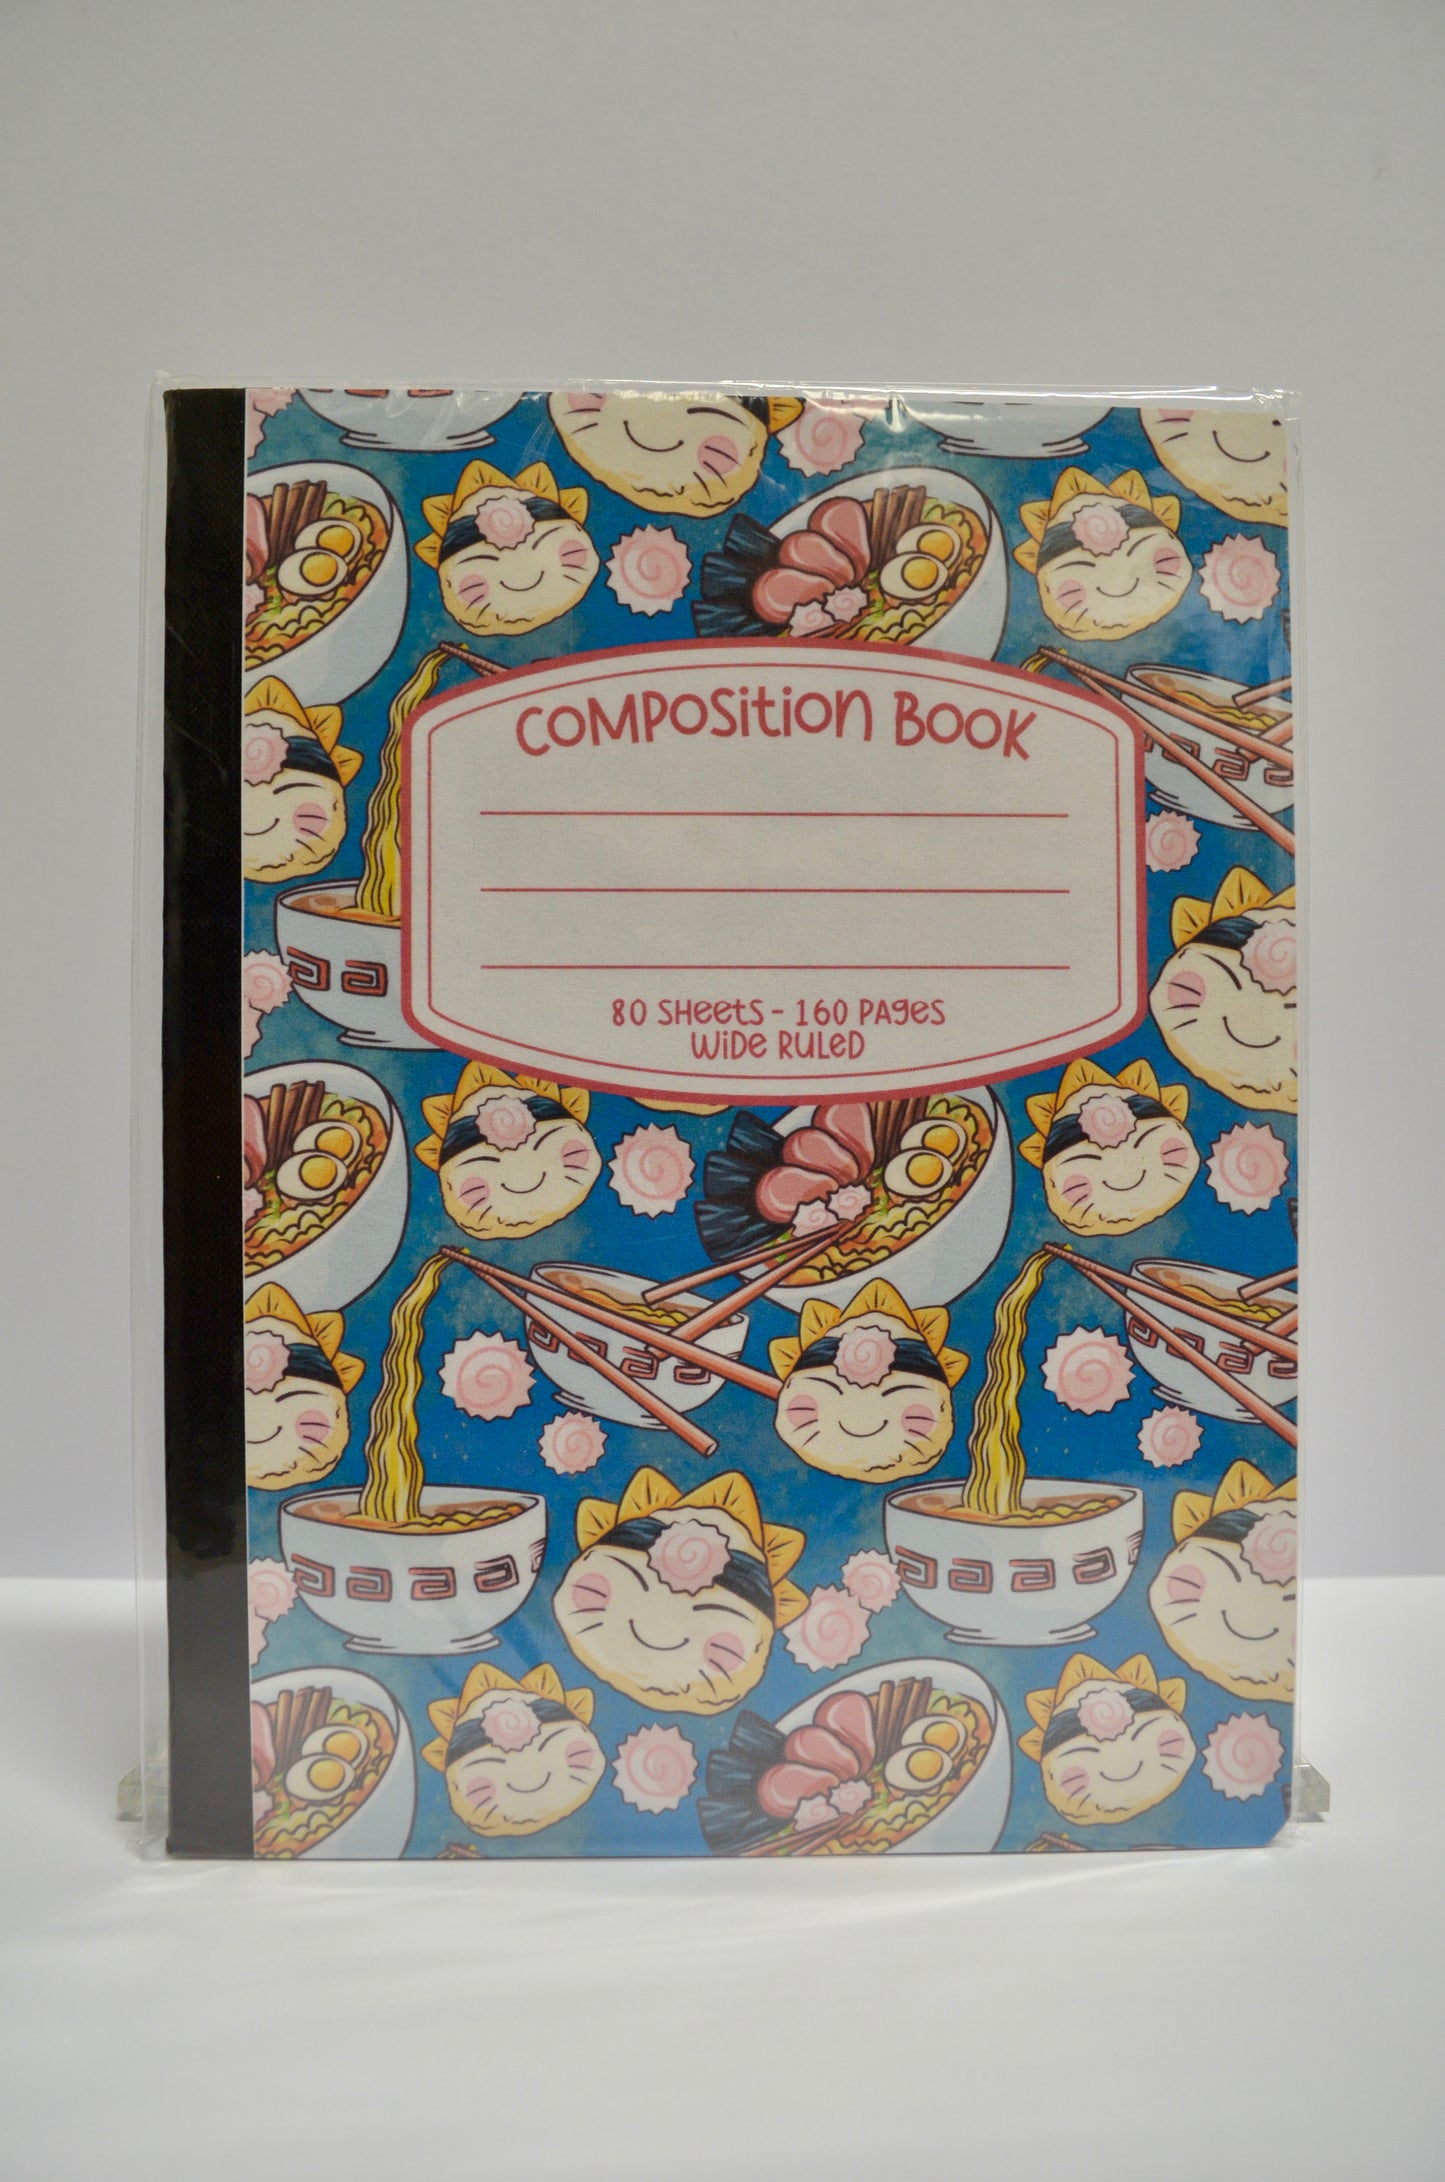 COMPOSITION BOOK
80 SHEETS - 160 PAGES
WIDE RULED